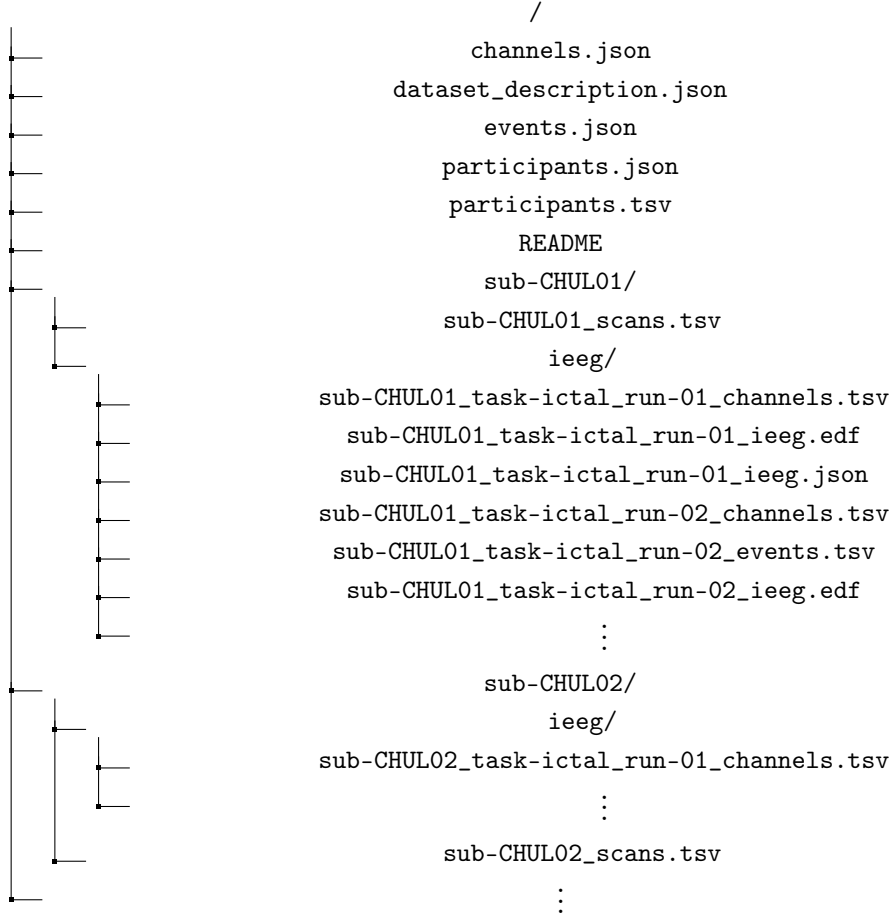 /
channels.json
dataset_description.json
events.json
participants.json
participants.tsv
README
sub-CHUL01/
sub-CHUL01_scans.tsv
ieeg/
sub-CHUL01_task-ictal_run-01_channels.tsv
sub-CHUL01_task-ictal_run-01_ieeg.edf
sub-CHUL01_task-ictal_run-01_ieeg.json
sub-CHUL01_task-ictal_run-02_channels.tsv
sub-CHUL01_task-ictal_run-02_events.tsv
sub-CHUL01_task-ictal_run-02_ieeg.edf
⋮
sub-CHUL02/
ieeg/
sub-CHUL02_task-ictal_run-01_channels.tsv
⋮
sub-CHUL02_scans.tsv
⋮